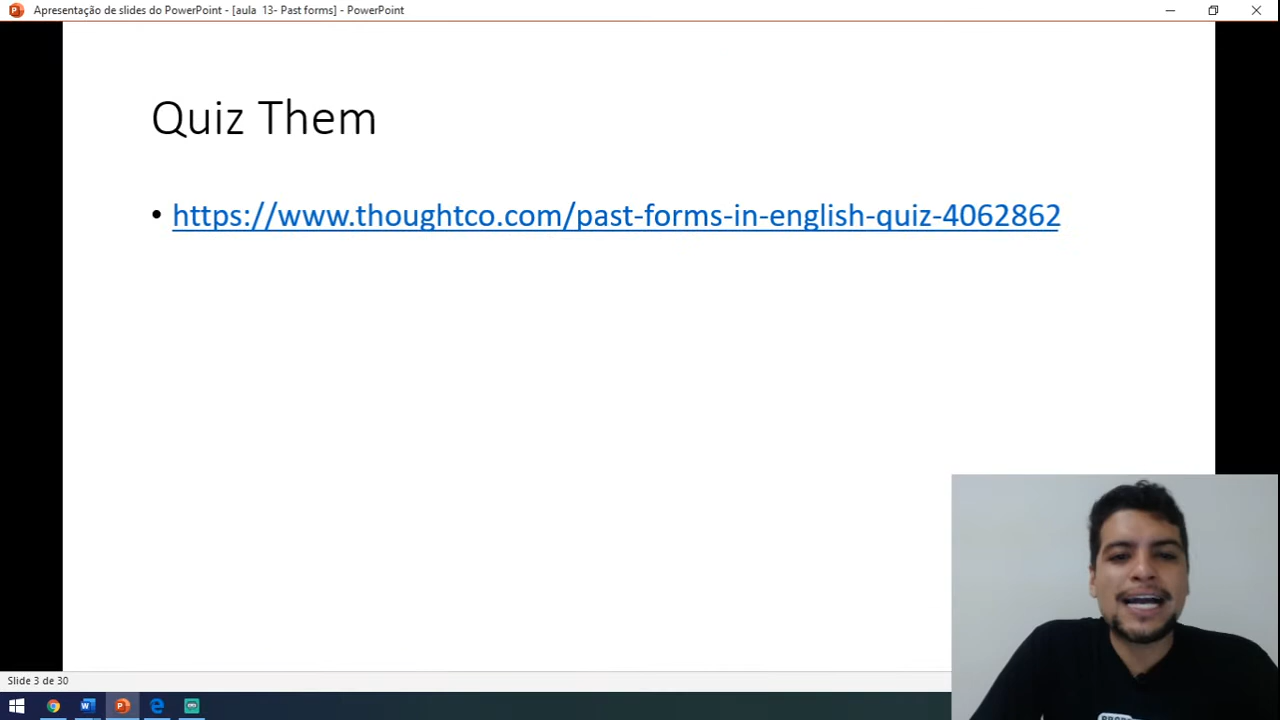 Apresentação de slides do PowerPoint - [aula  13- Past forms] - PowerPoint
Quiz Them
• https://www.thoughtco.com/past-forms-in-english-quiz-4062862
Slide 3 de 30